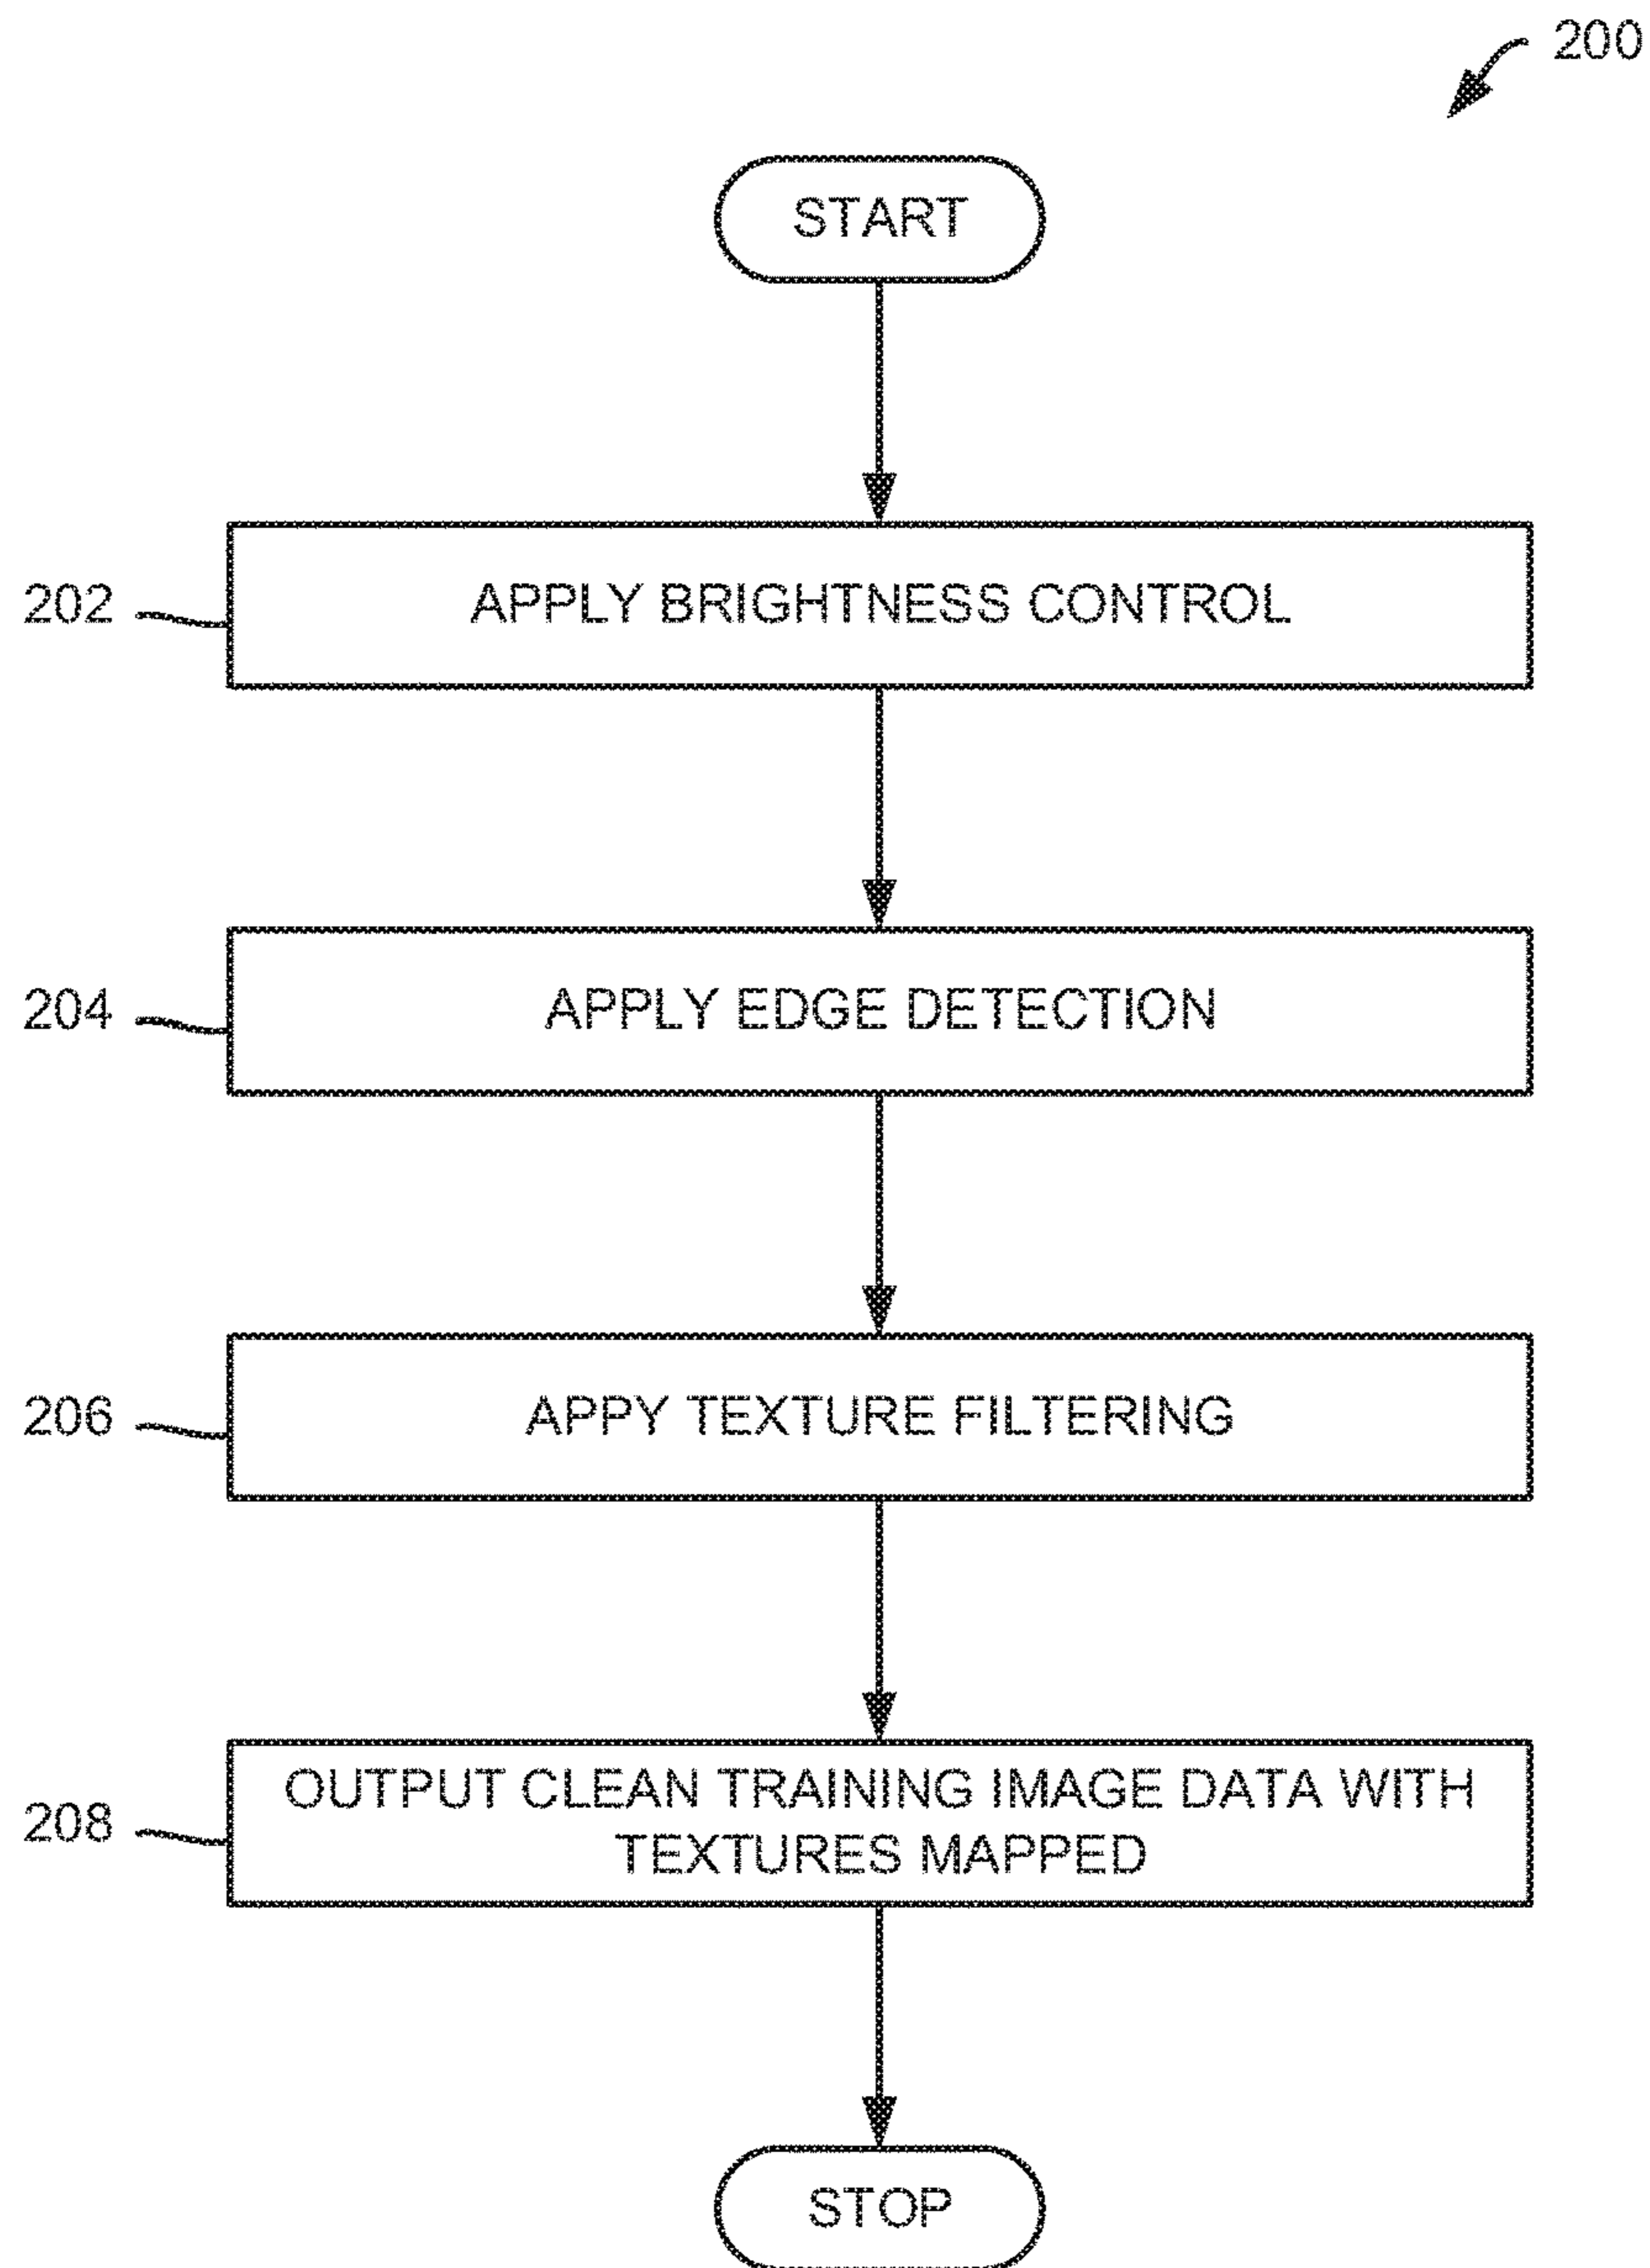 200
START
202
APPLY BRIGHTNESS CONTROL
204
APPLY EDGE DETECTION
206
APPY TEXTURE FILTERING
208
OUTPUT CLEAN TRAINING IMAGE DATA WITH
TEXTURES MAPPED
STOP